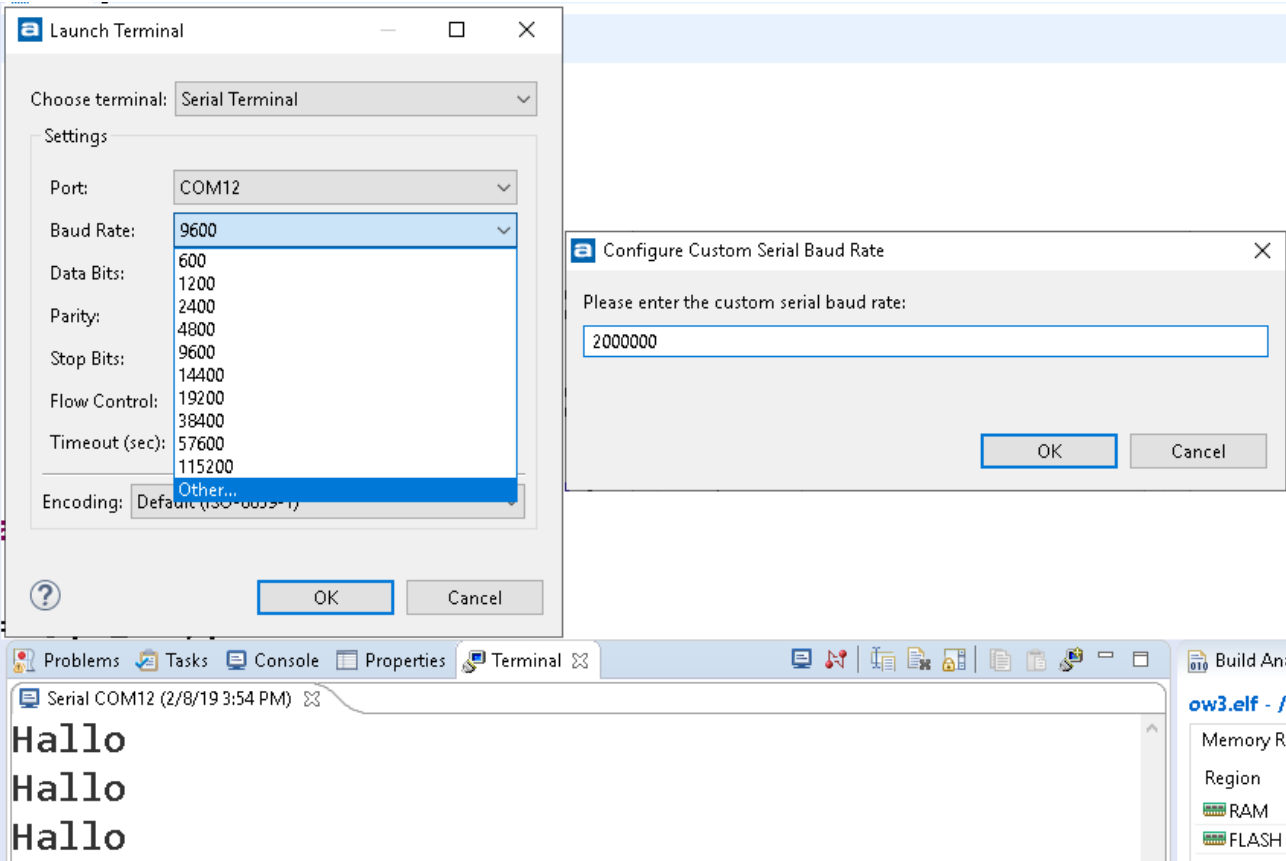 Launch Terminal
Choose terminal: Serial Terminal
Settings
Port: COM12
Baud Rate: 9600
600
1200
2400
4800
9600
14400
19200
38400
57600
115200
Other...
Data Bits:
Parity:
Stop Bits:
Flow Control:
Timeout (sec):
Encoding: Default (ISO-8859-1)
OK Cancel
Configure Custom Serial Baud Rate
Please enter the custom serial baud rate:
2000000
OK Cancel
Problems Tasks Console Properties Terminal
Serial COM12 (2/8/19 3:54 PM)
Hallo
Hallo
Hallo
Build Ana
ow3.elf - /
Memory R
Region
RAM
FLASH